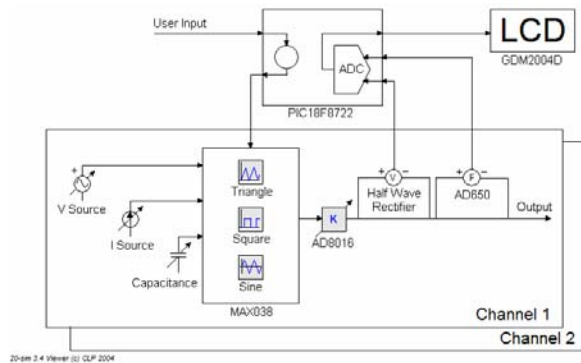 User Input
LCD
GDM2004D
ADC
PIC18F8722
V Source
I Source
Capacitance
Triangle
Square
Sine
MAX038
K
AD8016
+ V −
Half Wave
Rectifier
+ F −
AD650
Output
Channel 1
Channel 2
20-sim 3.4 Viewer (c) CLP 2004